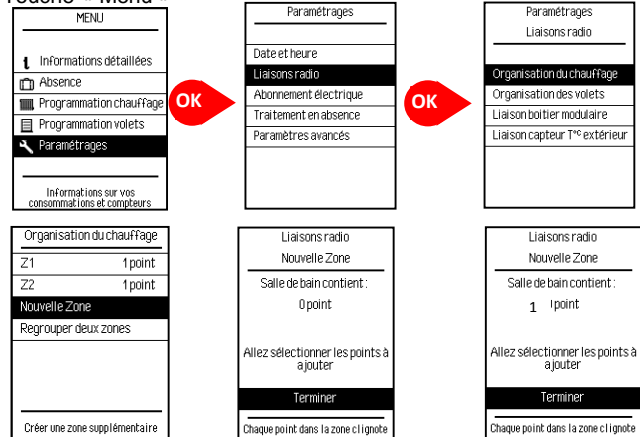 Touche « Menu »
MENU
Informations détaillées
Absence
Programmation chauffage
Programmation volets
Paramétrages
Informations sur vos
consommations et compteurs
OK
Paramétrages
Date et heure
Liaisons radio
Abonnement électrique
Traitement en absence
Paramètres avancés
OK
Paramétrages
Liaisons radio
Organisation du chauffage
Organisation des volets
Liaison boitier modulaire
Liaison capteur T°C extérieur
Organisation du chauffage
Z1 1 point
Z2 1 point
Nouvelle Zone
Regrouper deux zones
Créer une zone supplémentaire
Liaisons radio
Nouvelle Zone
Salle de bain contient :
0 point
Allez sélectionner les points à
ajouter
Terminer
Chaque point dans la zone clignote
Liaisons radio
Nouvelle Zone
Salle de bain contient :
1 point
Allez sélectionner les points à
ajouter
Terminer
Chaque point dans la zone clignote